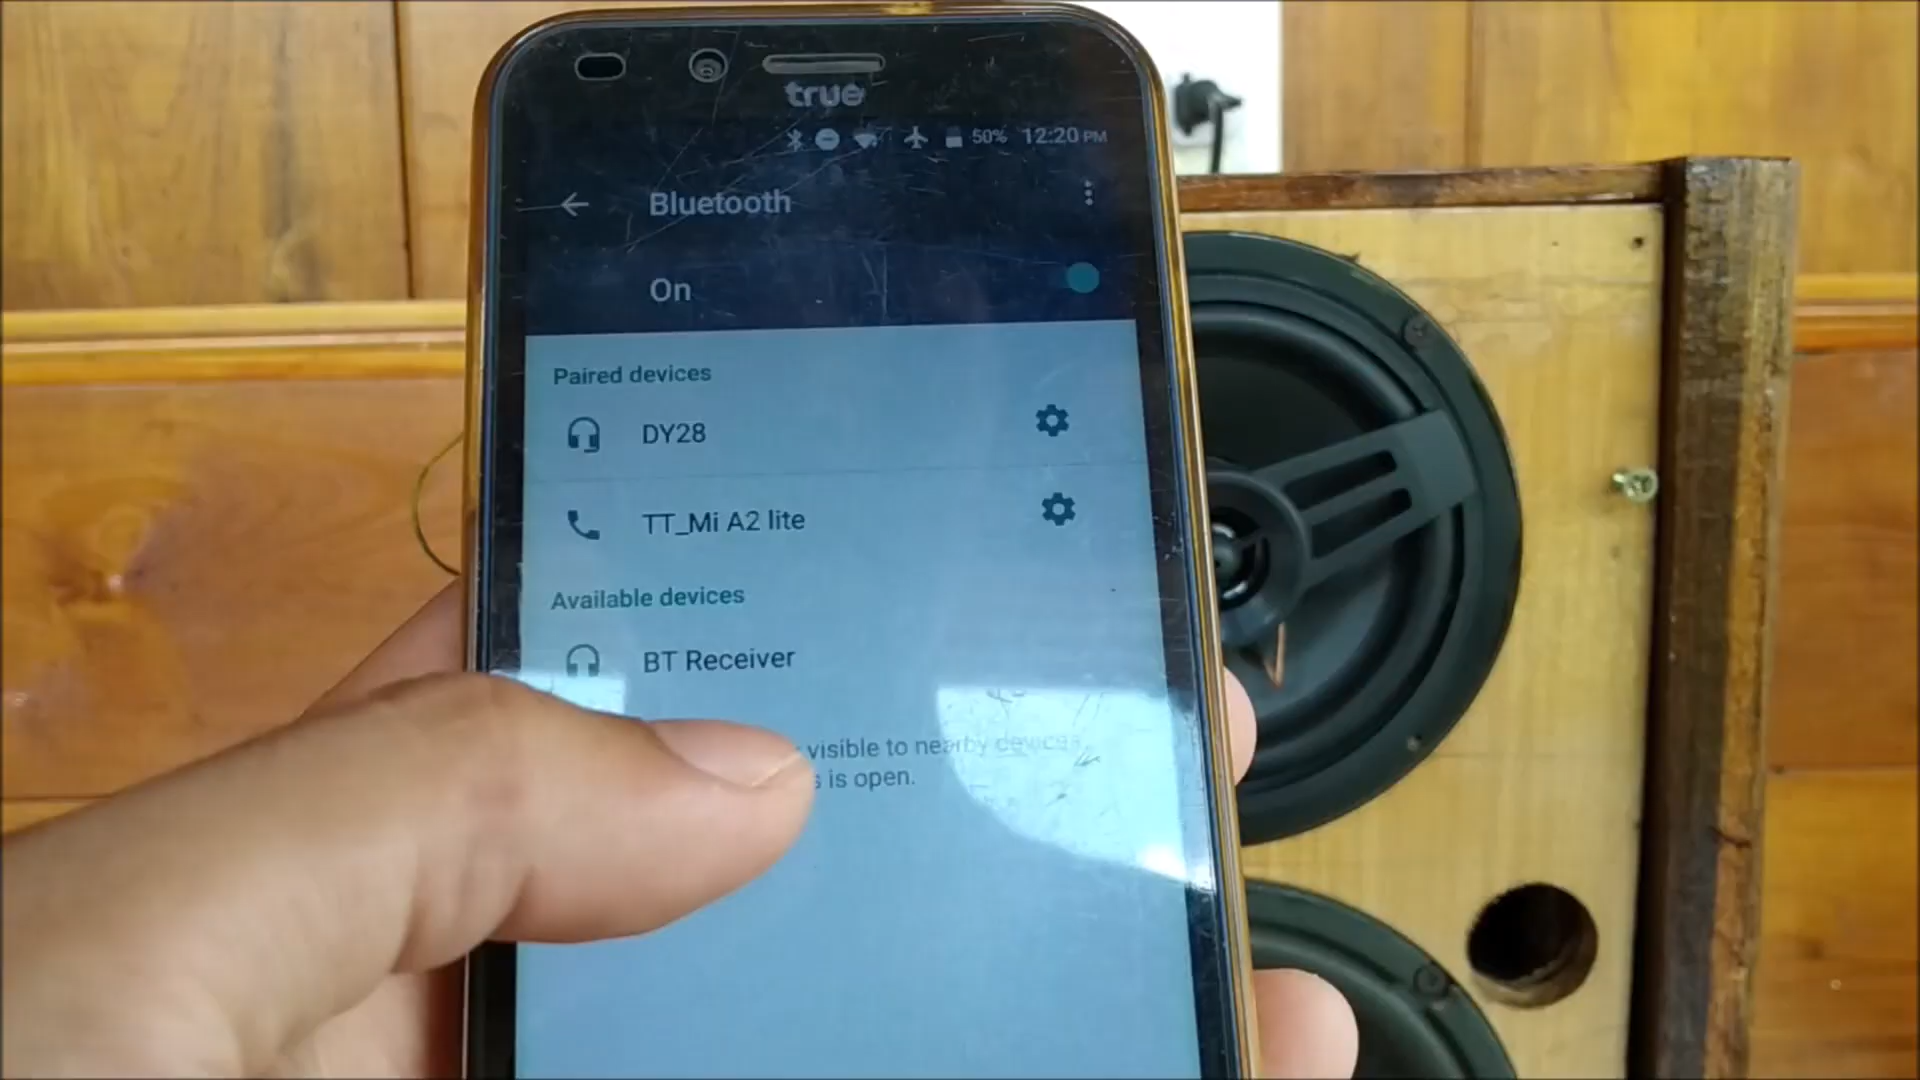 true
50% 12:20 PM
Bluetooth
On
Paired devices
DY28
TT_Mi A2 lite
Available devices
BT Receiver
visible to nearby devices
is open.